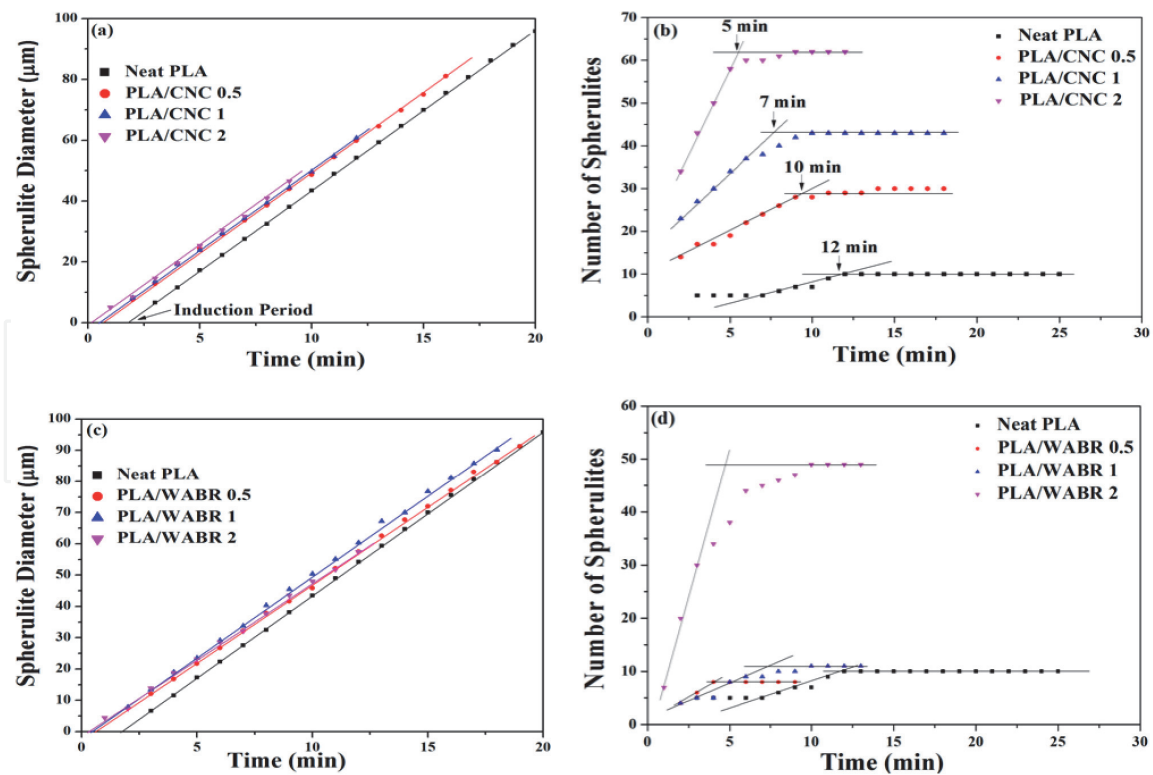 (a)
Neat PLA
PLA/CNC 0.5
PLA/CNC 1
PLA/CNC 2
Induction Period
Spherulite Diameter (μm)
100
80
60
40
20
0
0 5 10 15 20
Time (min)
(b)
5 min
7 min
10 min
12 min
Neat PLA
PLA/CNC 0.5
PLA/CNC 1
PLA/CNC 2
Number of Spherulites
70
60
50
40
30
20
10
0
0 5 10 15 20 25 30
Time (min)
(c)
Neat PLA
PLA/WABR 0.5
PLA/WABR 1
PLA/WABR 2
Spherulite Diameter (μm)
100
90
80
70
60
50
40
30
20
10
0
0 5 10 15 20
Time (min)
(d)
Neat PLA
PLA/WABR 0.5
PLA/WABR 1
PLA/WABR 2
Number of Spherulites
60
50
40
30
20
10
0
0 5 10 15 20 25 30
Time (min)